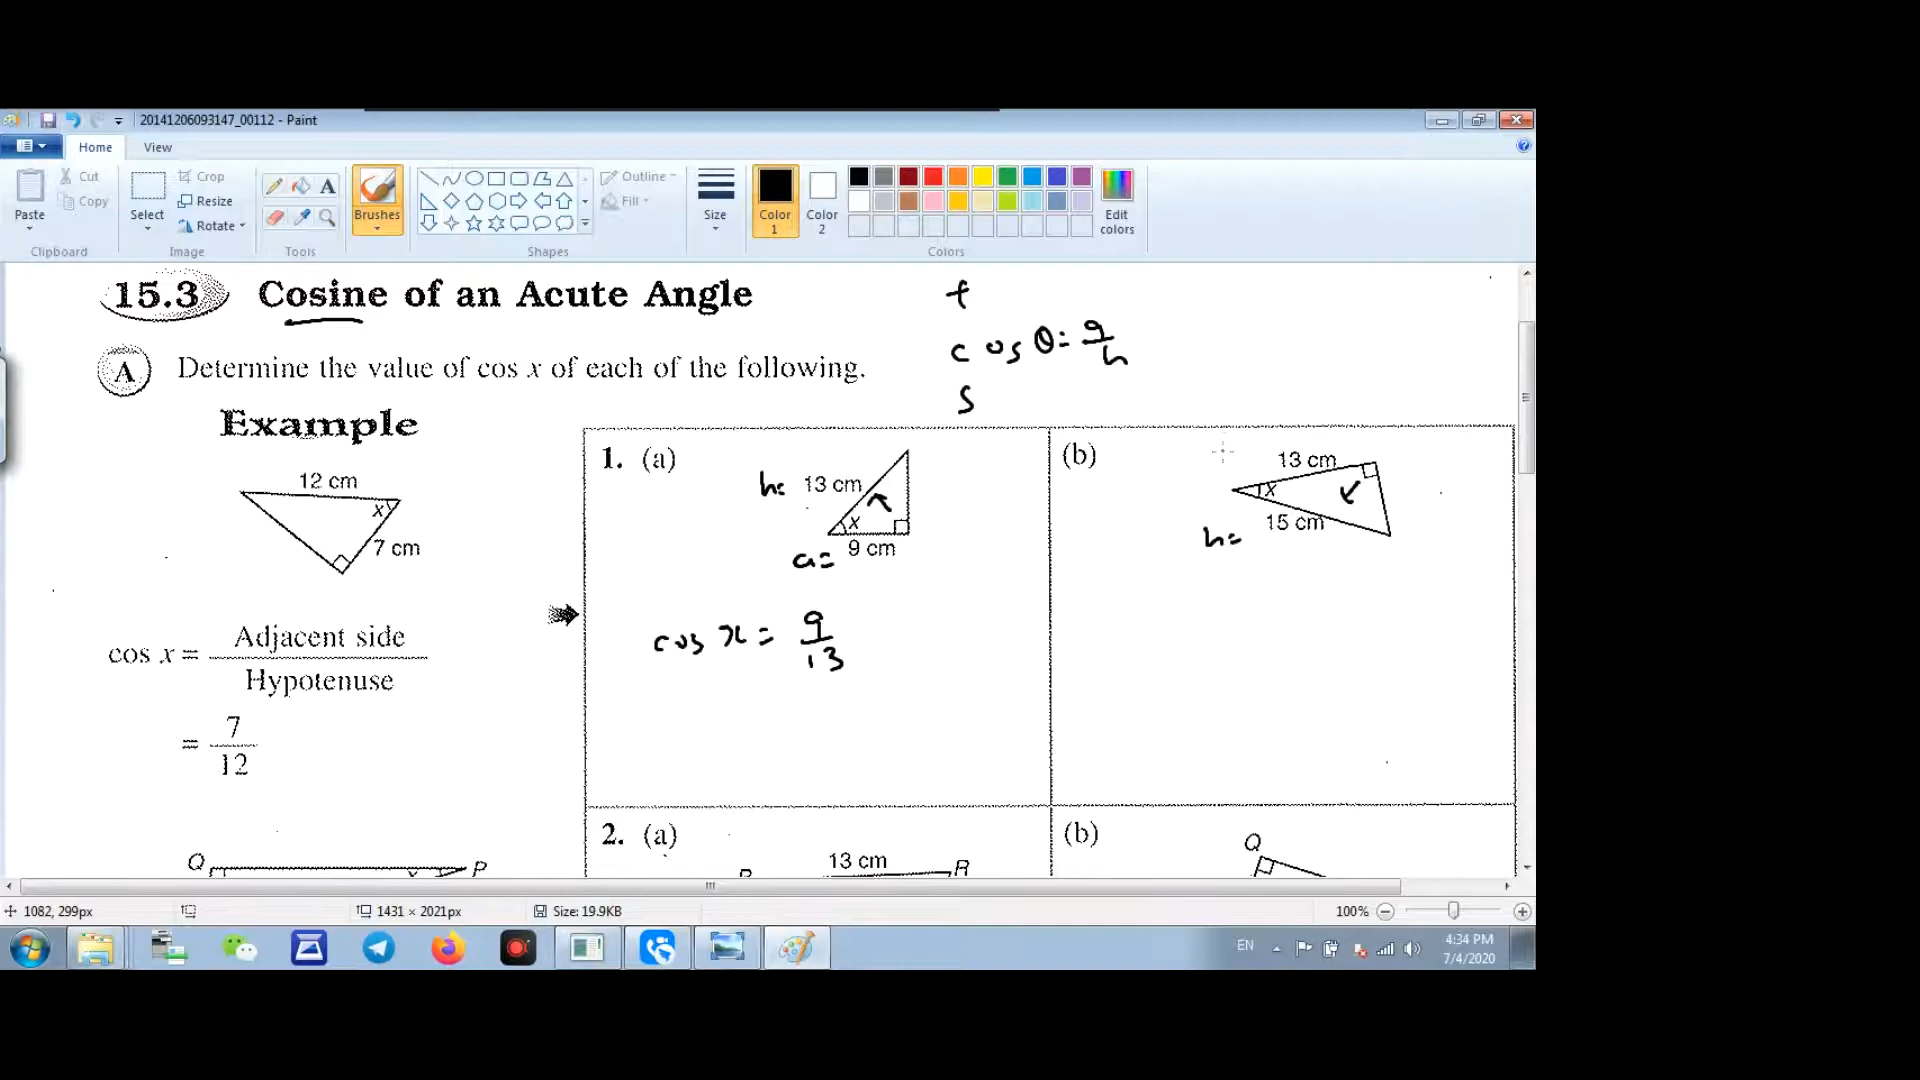 20141206093147_00112 - Paint
Home View
Paste
Cut
Copy
Clipboard
Select
Crop
Resize
Rotate
Image
A
Tools
Brushes
Outline
Fill
Shapes
Size
Color 1
Color 2
Edit colors
Colors
15.3 Cosine of an Acute Angle
t
cos θ = a/h
s
A Determine the value of cos x of each of the following.
Example
12 cm
x
7 cm
cos x = Adjacent side / Hypotenuse
= 7/12
1. (a)
h= 13 cm
x
a= 9 cm
cos x = 9/13
(b)
13 cm
x
h= 15 cm
Q P
x
2. (a)
13 cm
R
(b)
Q
1082, 299px
1431 × 2021px
Size: 19.9KB
100%
EN
4:34 PM
7/4/2020